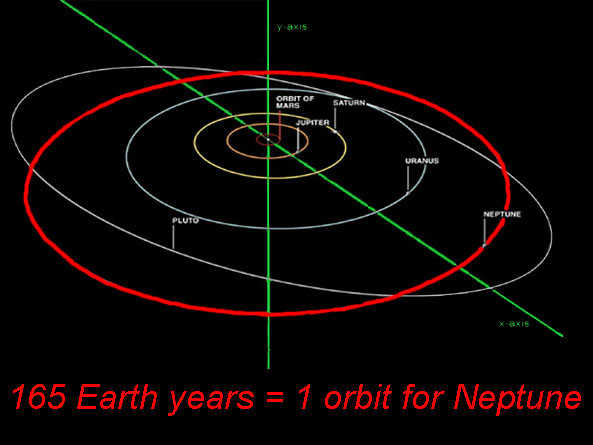 y-axis
ORBIT OF
MARS
SATURN
JUPITER
URANUS
PLUTO
NEPTUNE
x-axis
165 Earth years = 1 orbit for Neptune